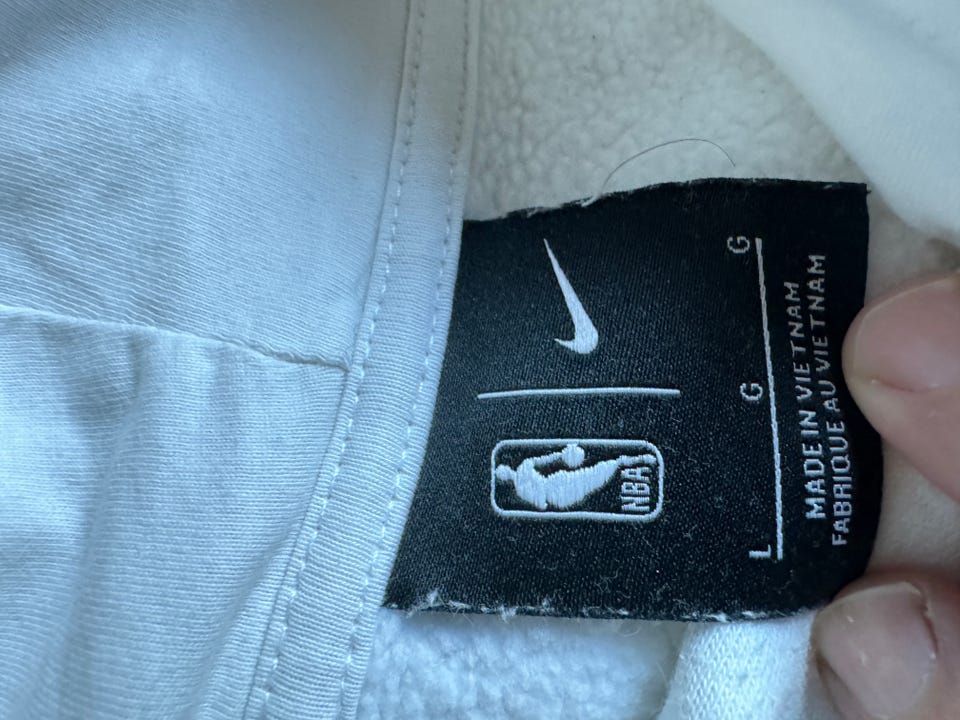 NBA
L G G
MADE IN VIETNAM
FABRIQUE AU VIETNAM